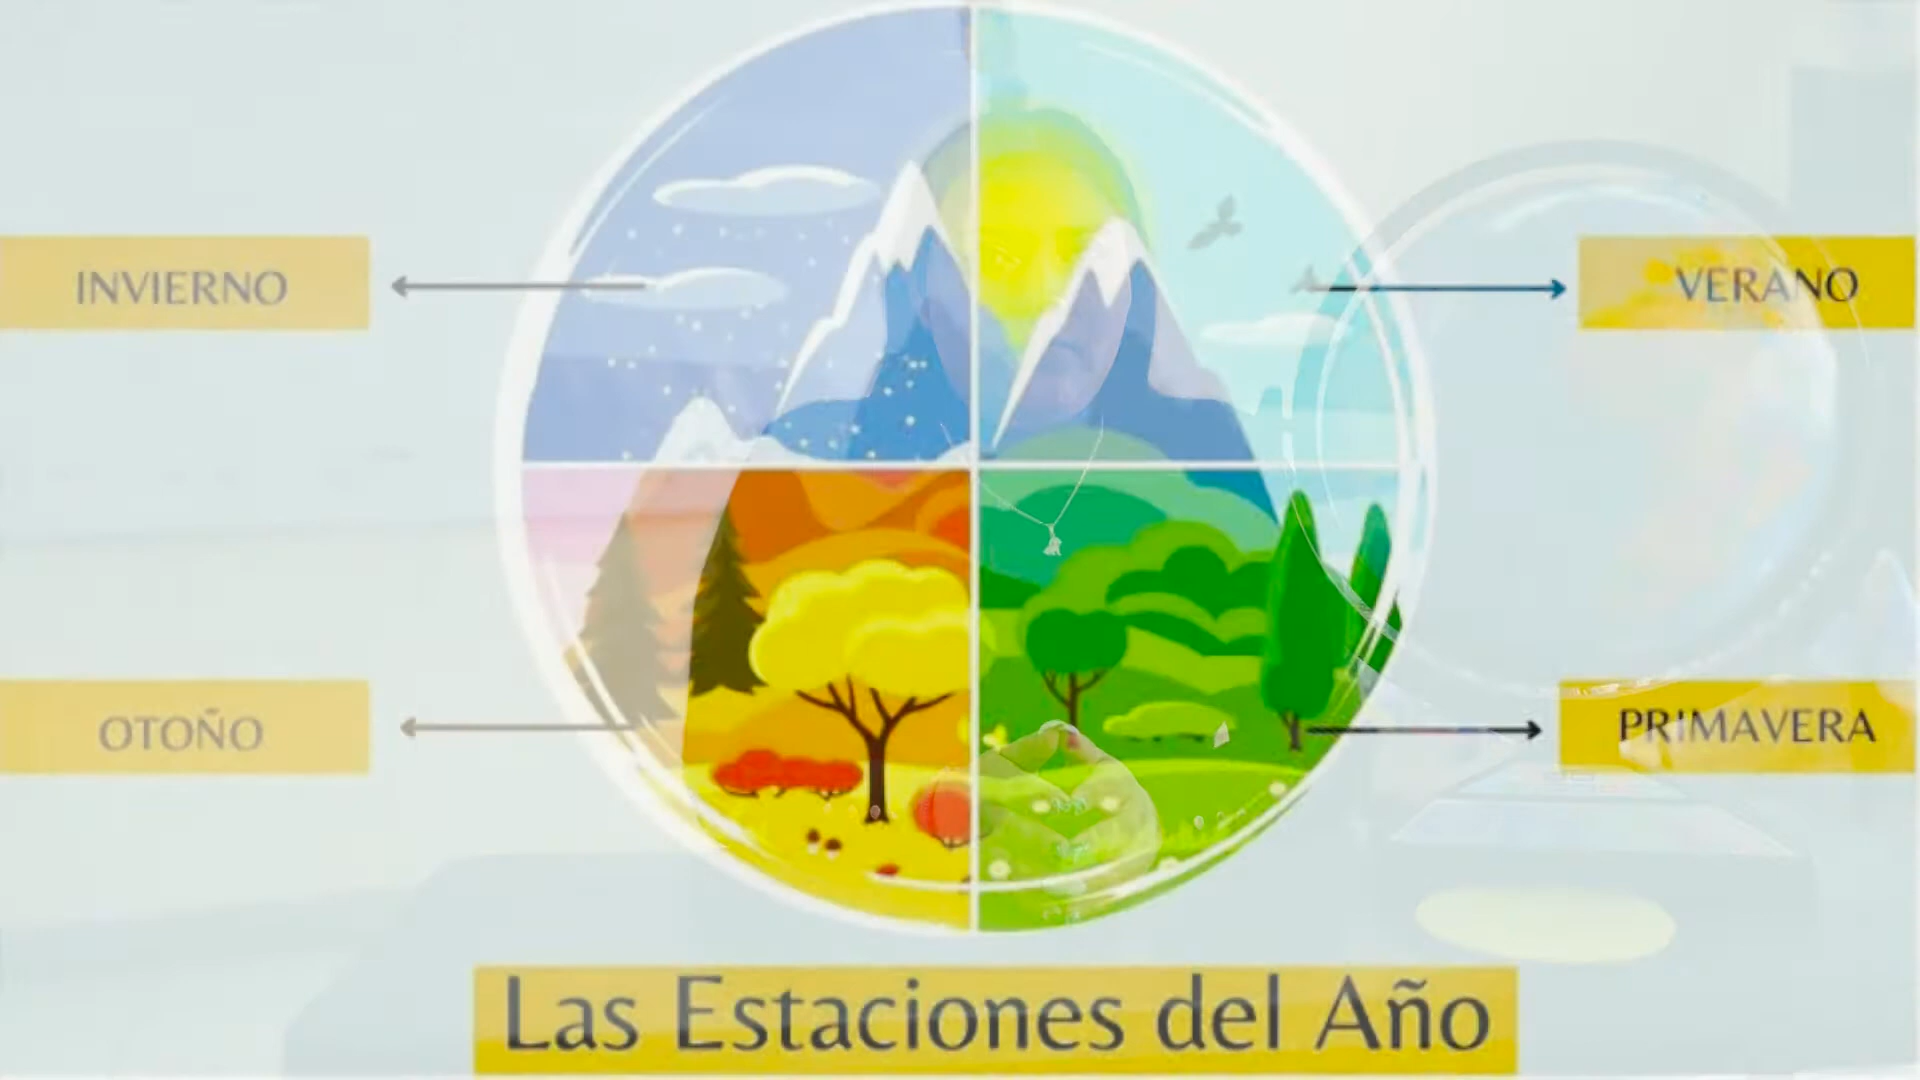 INVIERNO
VERANO
OTOÑO
PRIMAVERA
Las Estaciones del Año